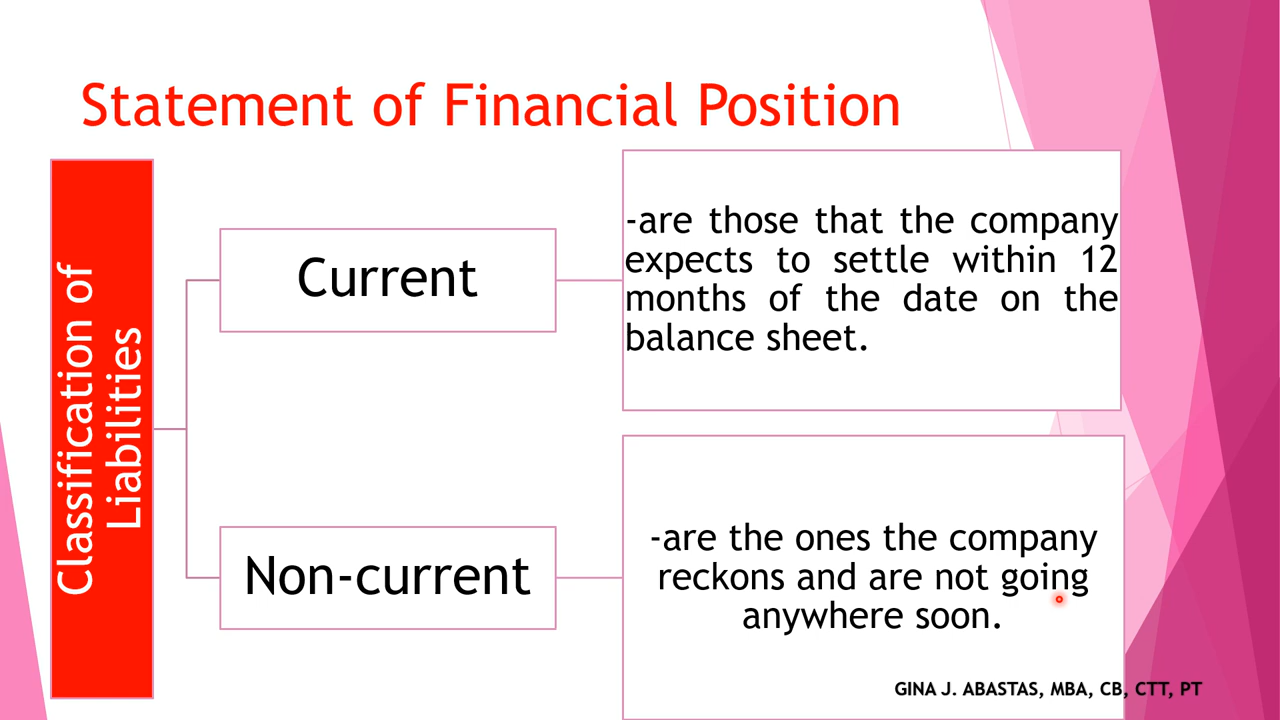 Statement of Financial Position
Classification of
Liabilities
Current
-are those that the company
expects to settle within 12
months of the date on the
balance sheet.
Non-current
-are the ones the company
reckons and are not going
anywhere soon.
GINA J. ABASTAS, MBA, CB, CTT, PT